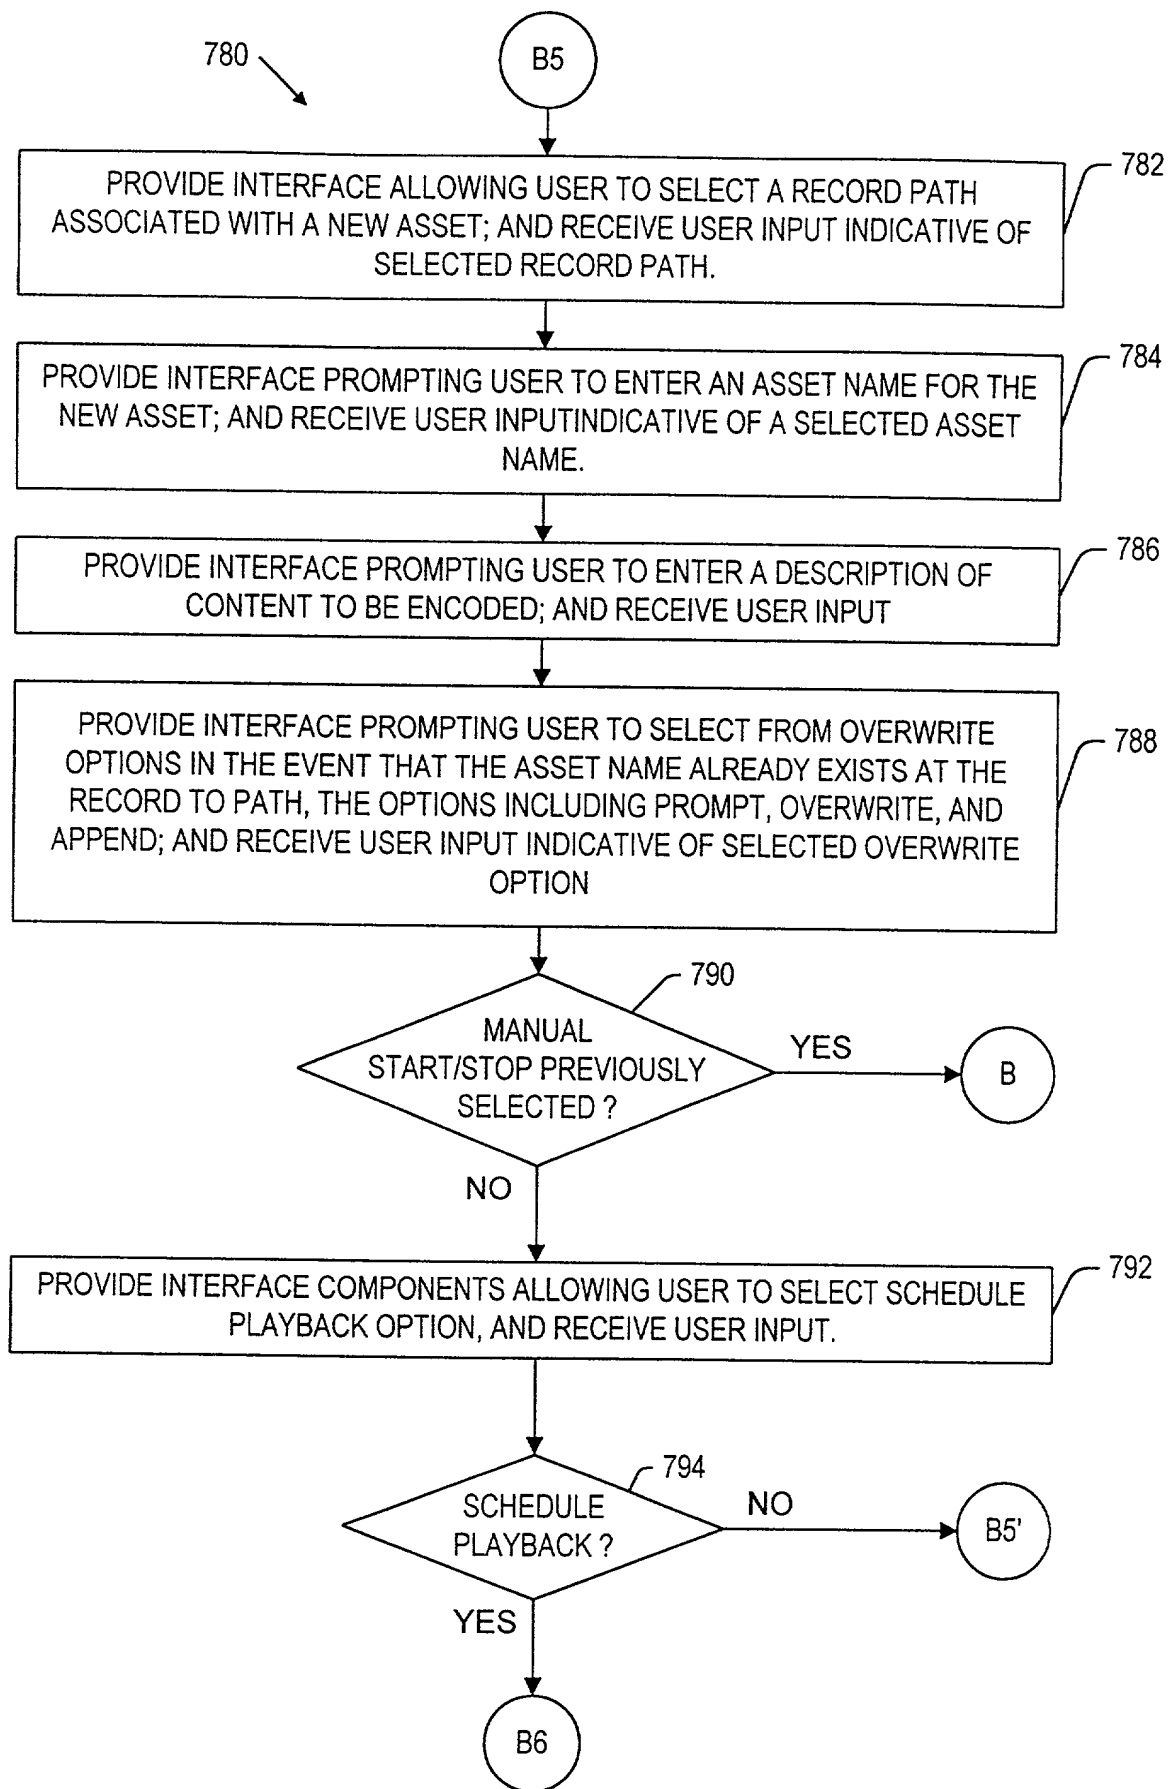 780
B5
782
PROVIDE INTERFACE ALLOWING USER TO SELECT A RECORD PATH
ASSOCIATED WITH A NEW ASSET; AND RECEIVE USER INPUT INDICATIVE OF
SELECTED RECORD PATH.
784
PROVIDE INTERFACE PROMPTING USER TO ENTER AN ASSET NAME FOR THE
NEW ASSET; AND RECEIVE USER INPUTINDICATIVE OF A SELECTED ASSET
NAME.
786
PROVIDE INTERFACE PROMPTING USER TO ENTER A DESCRIPTION OF
CONTENT TO BE ENCODED; AND RECEIVE USER INPUT
788
PROVIDE INTERFACE PROMPTING USER TO SELECT FROM OVERWRITE
OPTIONS IN THE EVENT THAT THE ASSET NAME ALREADY EXISTS AT THE
RECORD TO PATH, THE OPTIONS INCLUDING PROMPT, OVERWRITE, AND
APPEND; AND RECEIVE USER INPUT INDICATIVE OF SELECTED OVERWRITE
OPTION
790
MANUAL
START/STOP PREVIOUSLY
SELECTED ?
YES
B
NO
792
PROVIDE INTERFACE COMPONENTS ALLOWING USER TO SELECT SCHEDULE
PLAYBACK OPTION, AND RECEIVE USER INPUT.
794
SCHEDULE
PLAYBACK ?
NO
B5'
YES
B6